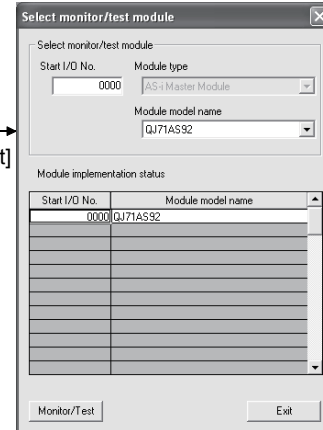 Select monitor/test module
Select monitor/test module
Start I/O No. Module type
0000 AS-i Master Module
Module model name
QJ71AS92
t]
Module implementation status
Start I/O No. Module model name
0000 QJ71AS92
Monitor/Test Exit